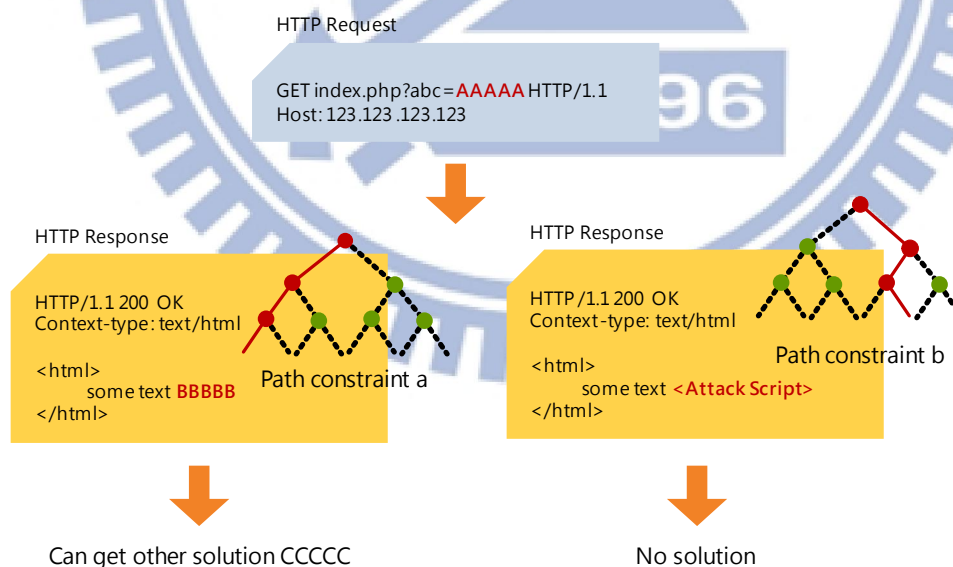 HTTP Request
GET index.php?abc=AAAAA HTTP/1.1
Host: 123.123.123.123
96
HTTP Response
HTTP/1.1 200 OK
Context-type: text/html
<html>
some text BBBBB
</html>
Path constraint a
HTTP Response
HTTP/1.1 200 OK
Context-type: text/html
<html>
some text <Attack Script>
</html>
Path constraint b
Can get other solution CCCCC
No solution